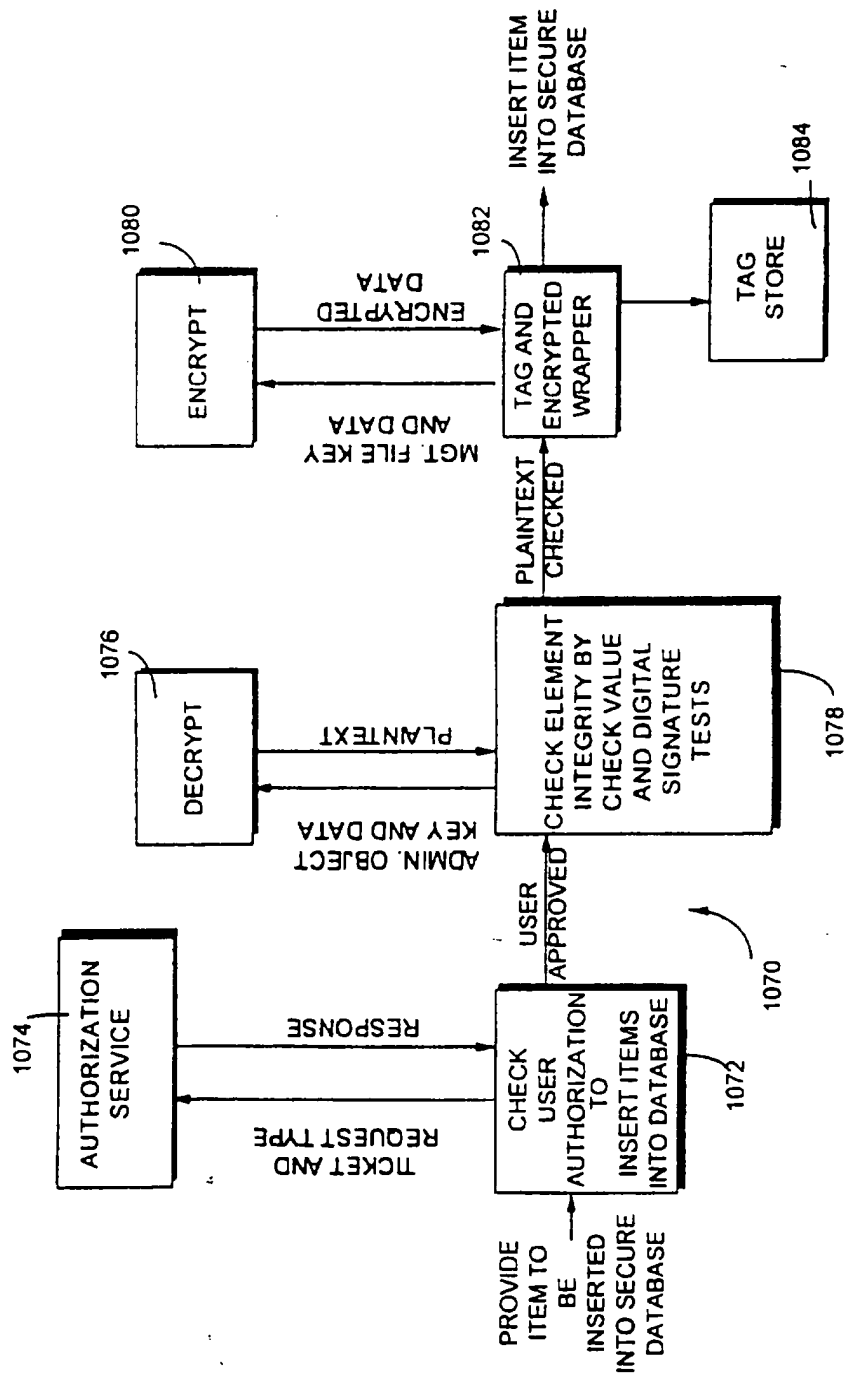 PROVIDE
ITEM TO
BE
INSERTED
INTO SECURE
DATABASE
1074
AUTHORIZATION
SERVICE
TICKET AND
REQUEST TYPE
RESPONSE
CHECK
USER
AUTHORIZATION
TO
INSERT ITEMS
INTO DATABASE
1072
USER
APPROVED
1070
1076
DECRYPT
ADMIN. OBJECT
KEY AND DATA
PLAINTEXT
CHECK ELEMENT
INTEGRITY BY
CHECK VALUE
AND DIGITAL
SIGNATURE
TESTS
1078
PLAINTEXT
CHECKED
1080
ENCRYPT
MGT. FILE KEY
AND DATA
ENCRYPTED
DATA
1082
TAG AND
ENCRYPTED
WRAPPER
INSERT ITEM
INTO SECURE
DATABASE
TAG
STORE
1084